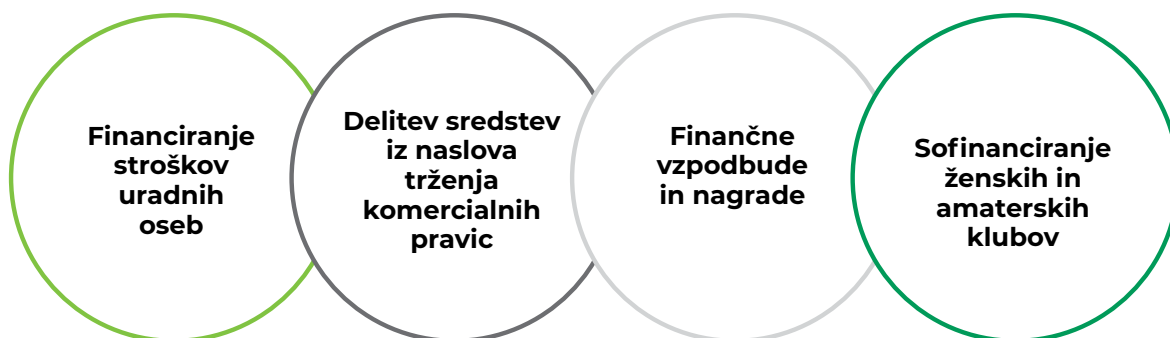 Financiranje
stroškov
uradnih
oseb
Delitev sredstev
iz naslova
trženja
komercialnih
pravic
Finančne
vzpodbude
in nagrade
Sofinanciranje
ženskih in
amaterskih
klubov